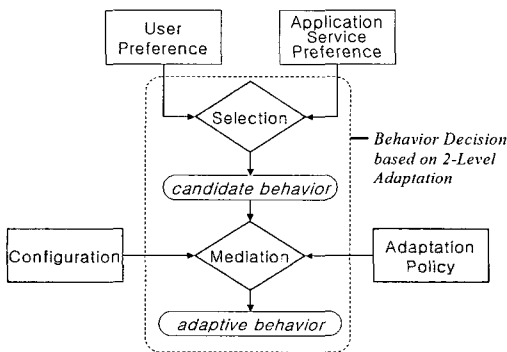 User
Preference
Application
Service
Preference
Selection
Behavior Decision
based on 2-Level
Adaptation
candidate behavior
Configuration
Mediation
Adaptation
Policy
adaptive behavior